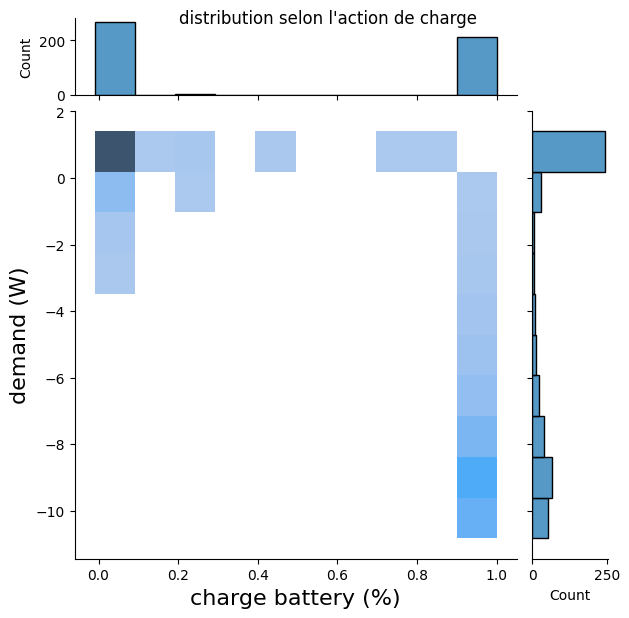 distribution selon l'action de charge
Count
200
0
demand (W)
2
0
−2
−4
−6
−8
−10
0.0 0.2 0.4 0.6 0.8 1.0
charge battery (%)
0 250
Count